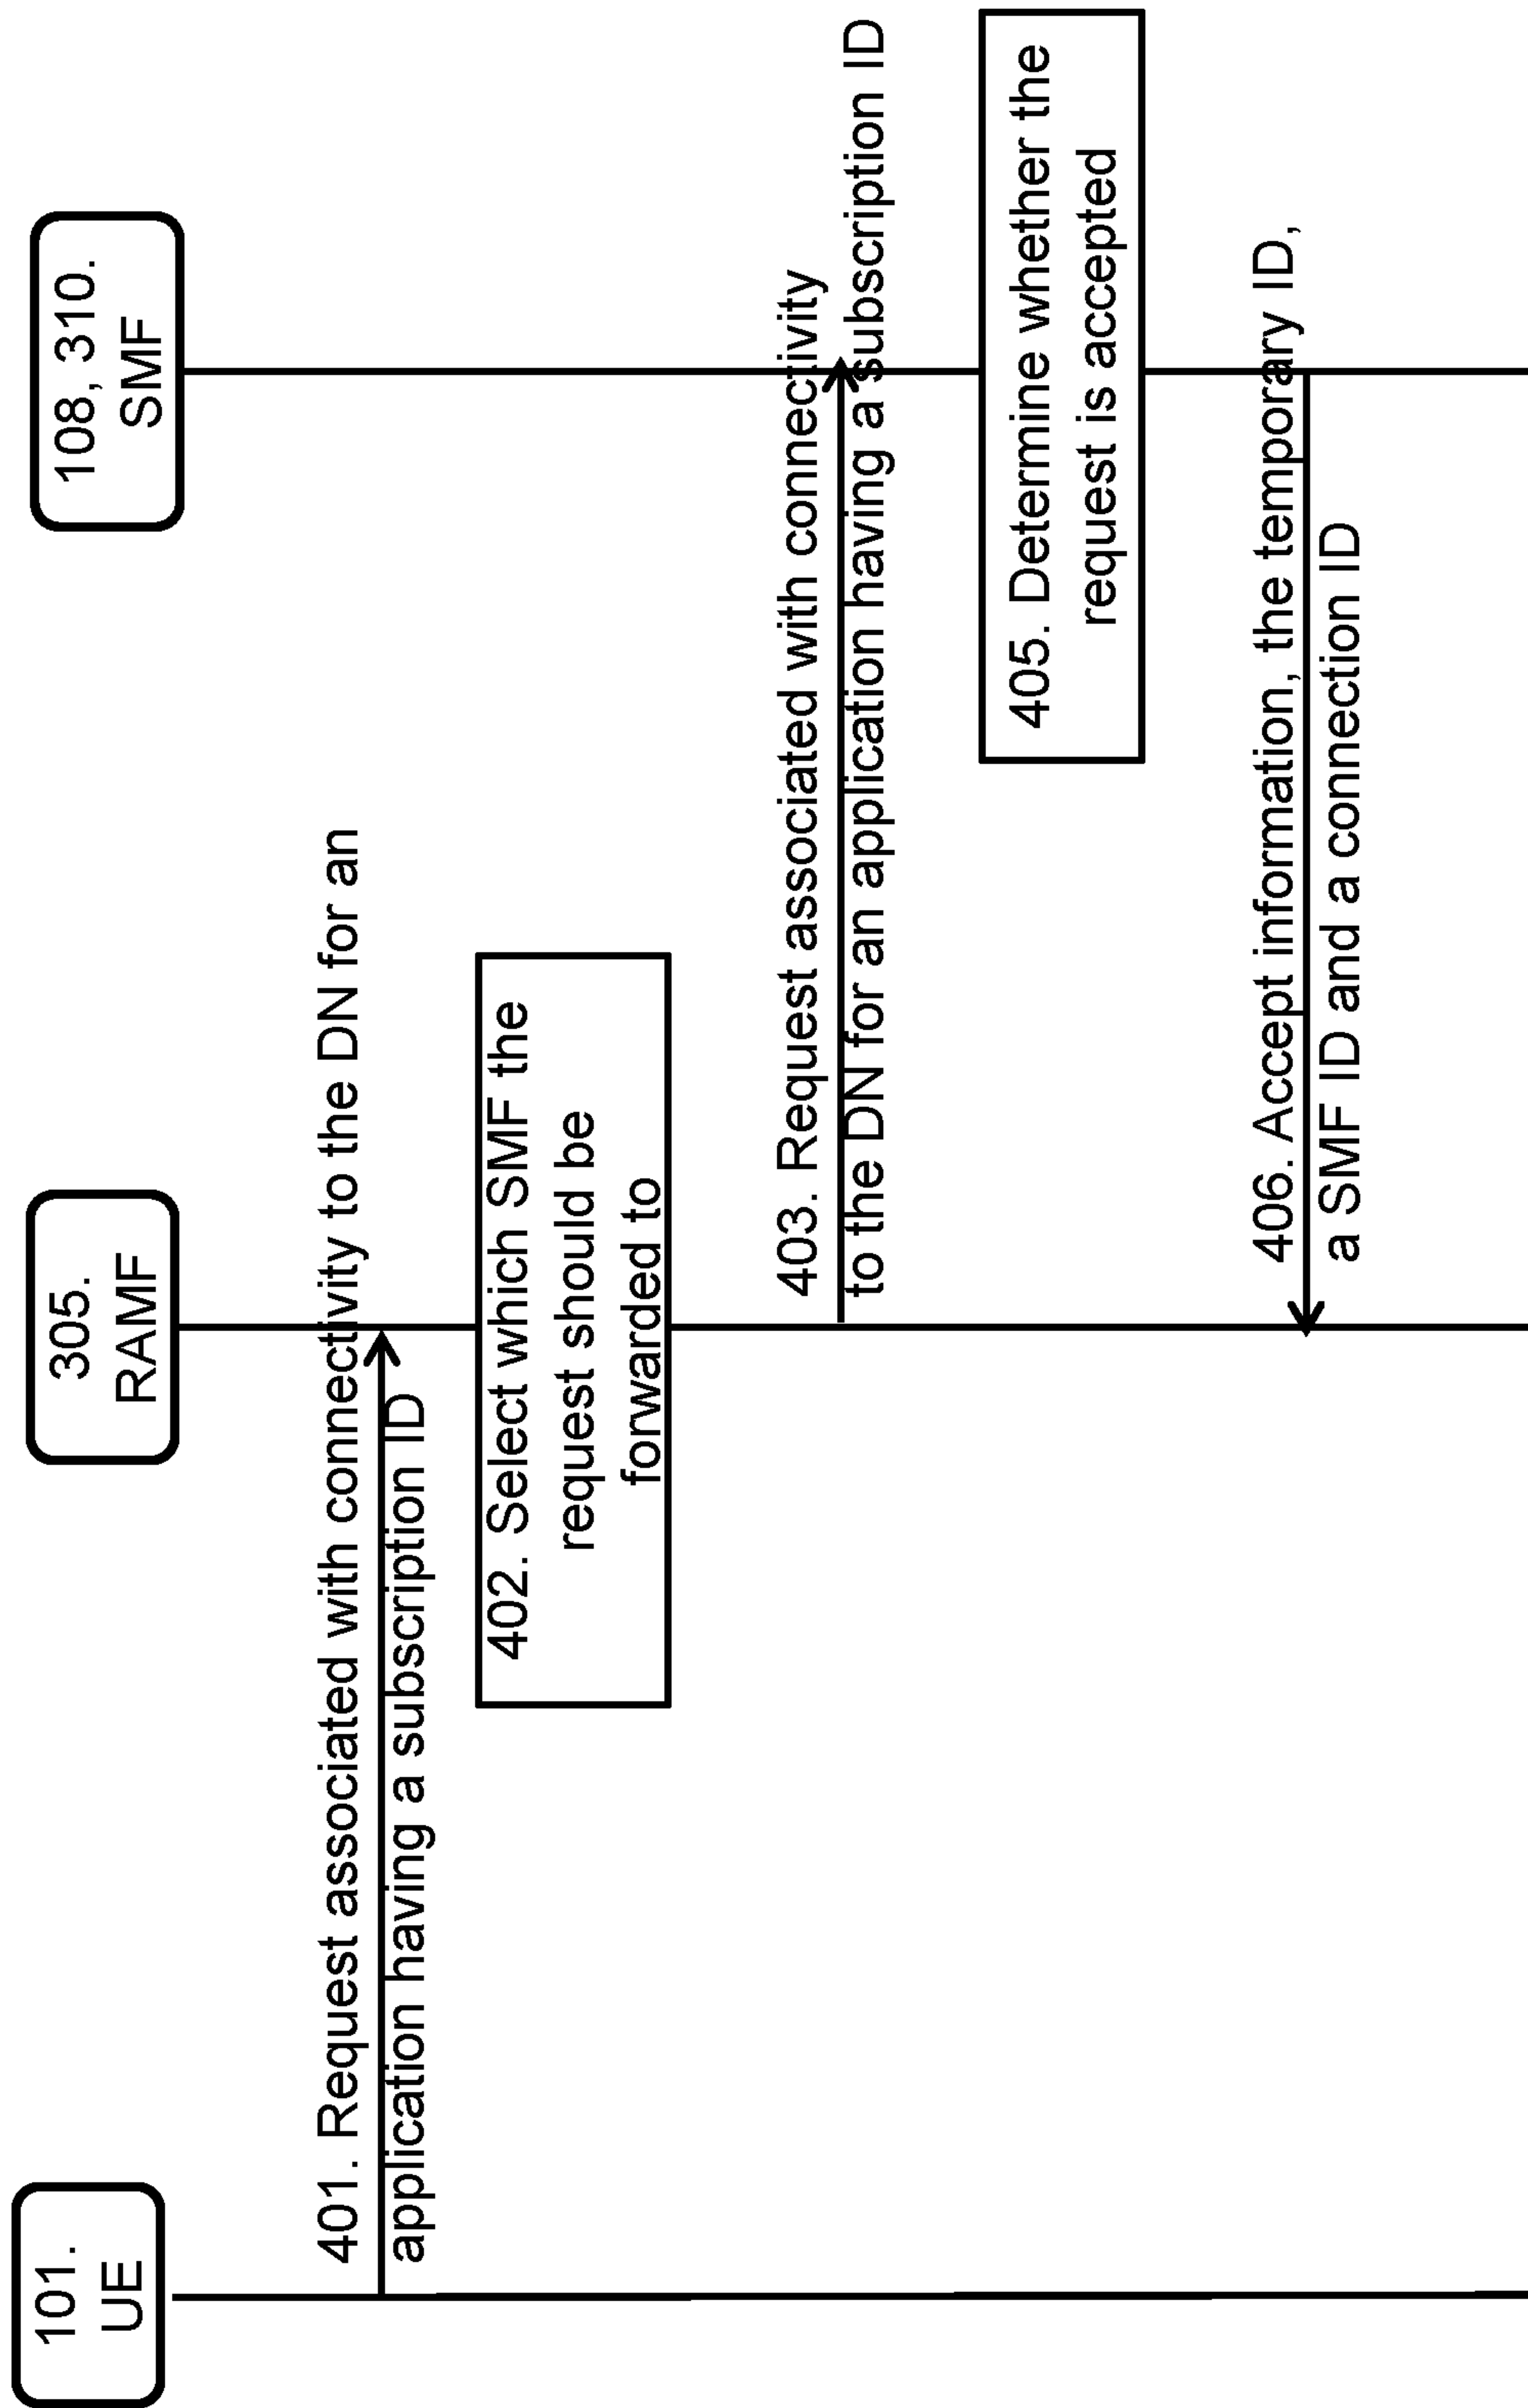 101.
UE
305.
RAMF
108, 310.
SMF
401. Request associated with connectivity to the DN for an
application having a subscription ID
402. Select which SMF the
request should be
forwarded to
403. Request associated with connectivity
to the DN for an application having a subscription ID
405. Determine whether the
request is accepted
406. Accept information, the temporary ID,
a SMF ID and a connection ID